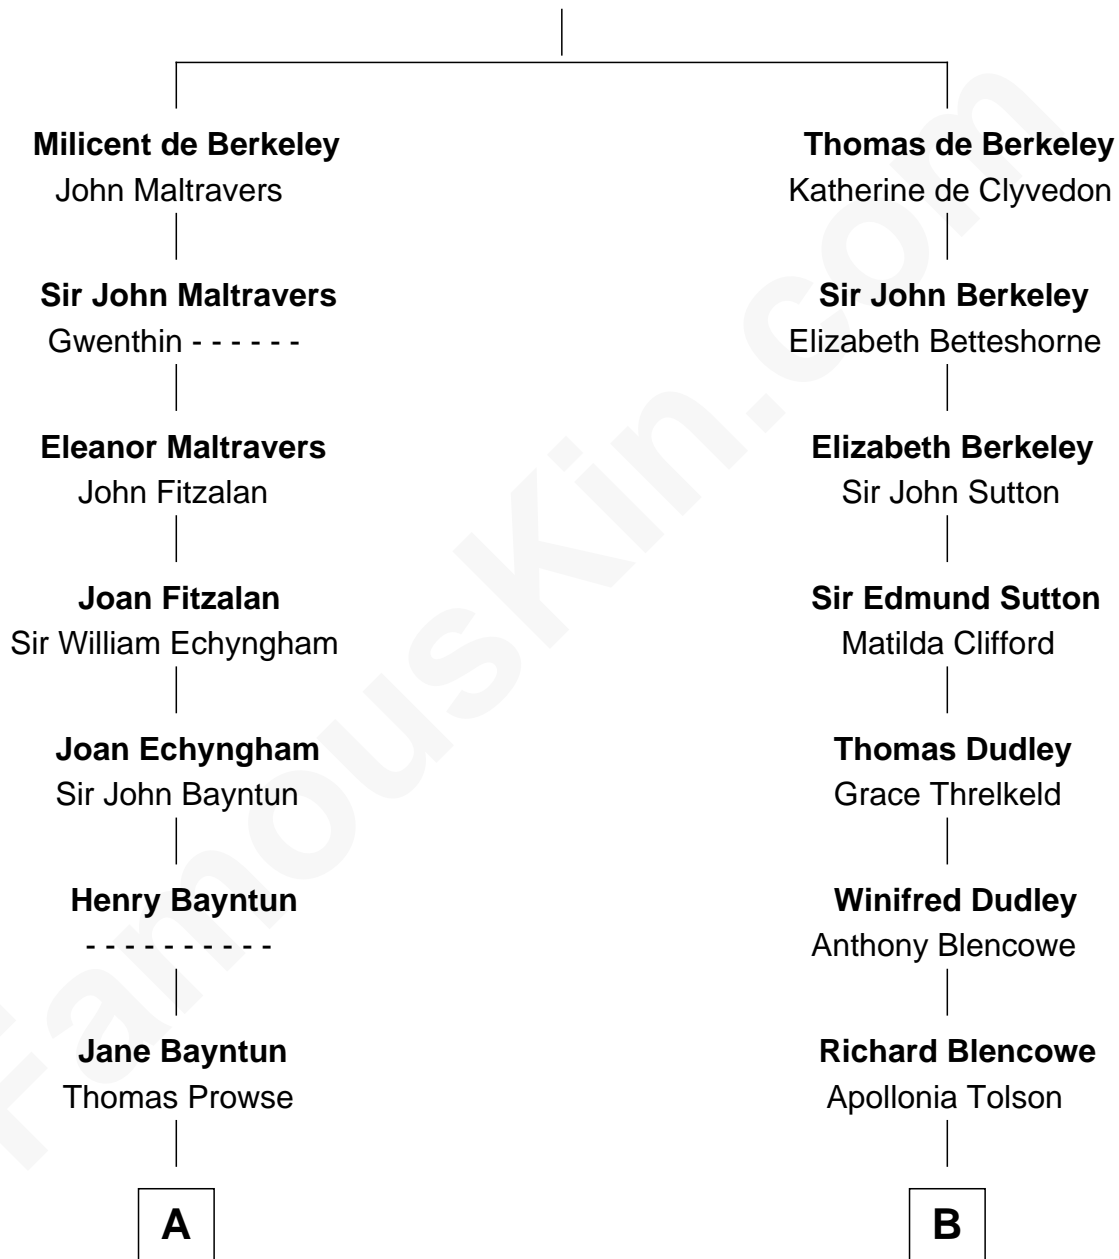 Milicent de Berkeley
John Maltravers
Sir John Maltravers
Gwenthin - - - - - -
Eleanor Maltravers
John Fitzalan
Joan Fitzalan
Sir William Echyngham
Joan Echyngham
Sir John Bayntun
Henry Bayntun
- - - - - - - - - -
Jane Bayntun
Thomas Prowse
A
Thomas de Berkeley
Katherine de Clyvedon
Sir John Berkeley
Elizabeth Betteshorne
Elizabeth Berkeley
Sir John Sutton
Sir Edmund Sutton
Matilda Clifford
Thomas Dudley
Grace Threlkeld
Winifred Dudley
Anthony Blencowe
Richard Blencowe
Apollonia Tolson
B
FamousKin.com